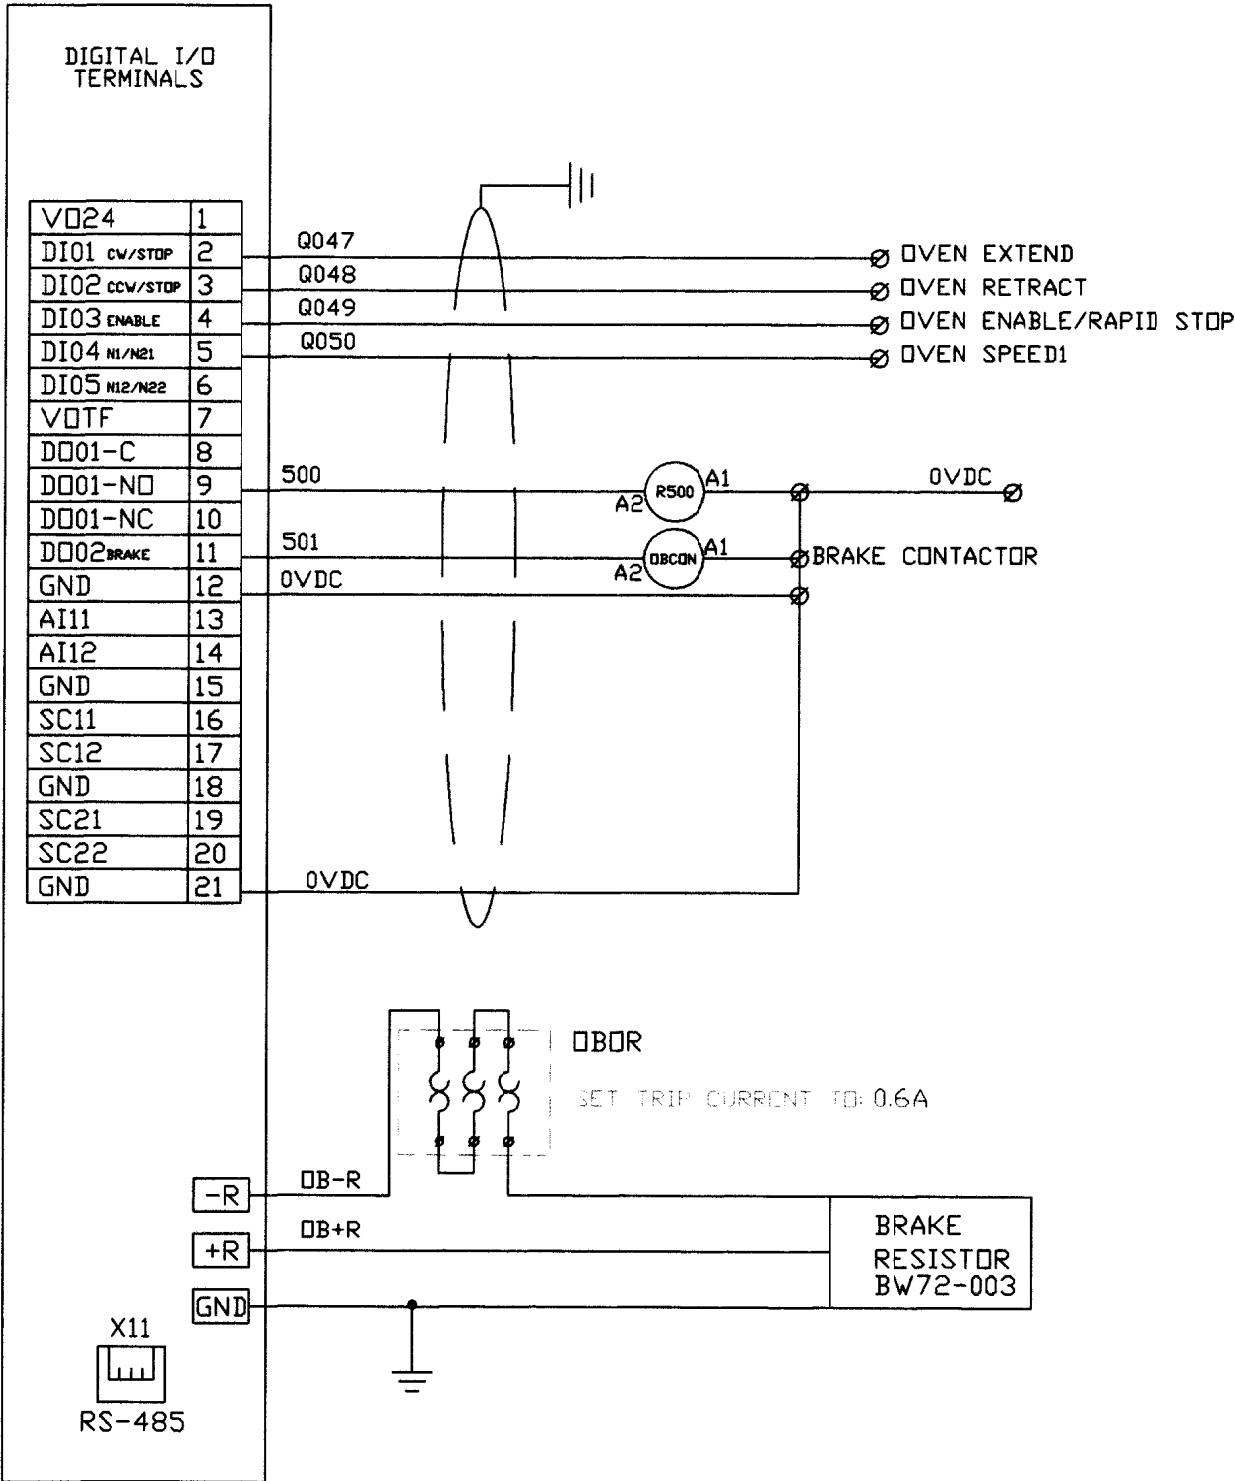 DIGITAL I/O
TERMINALS
VO24 1
DI01 CW/STOP 2
DI02 CCW/STOP 3
DI03 ENABLE 4
DI04 N1/N21 5
DI05 N12/N22 6
VOTF 7
DO01-C 8
DO01-NO 9
DO01-NC 10
DO02 BRAKE 11
GND 12
AI11 13
AI12 14
GND 15
SC11 16
SC12 17
GND 18
SC21 19
SC22 20
GND 21
Q047 OVEN EXTEND
Q048 OVEN RETRACT
Q049 OVEN ENABLE/RAPID STOP
Q050 OVEN SPEED1
500 A2 R500 A1 0VDC
501 A2 OBCON A1 BRAKE CONTACTOR
0VDC
0VDC
OBOR
SET TRIP CURRENT TO: 0.6A
-R OB-R
+R OB+R
GND
BRAKE
RESISTOR
BW72-003
X11
RS-485